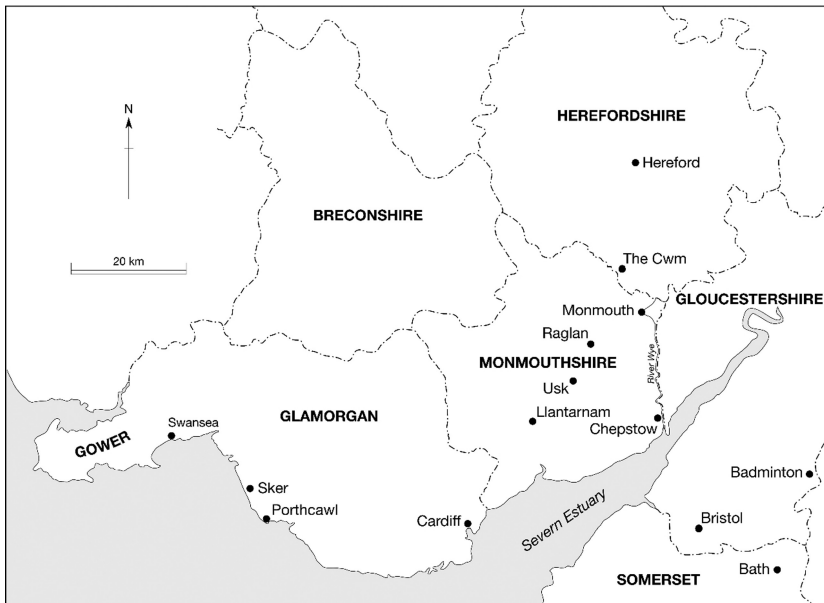 N
HEREFORDSHIRE
Hereford
BRECONSHIRE
20 km
The Cwm
GLOUCESTERSHIRE
Monmouth
Raglan
MONMOUTHSHIRE
River Wye
Usk
Llantarnam
Chepstow
GLAMORGAN
Swansea
GOWER
Sker
Porthcawl
Cardiff
Severn Estuary
Badminton
Bristol
SOMERSET
Bath